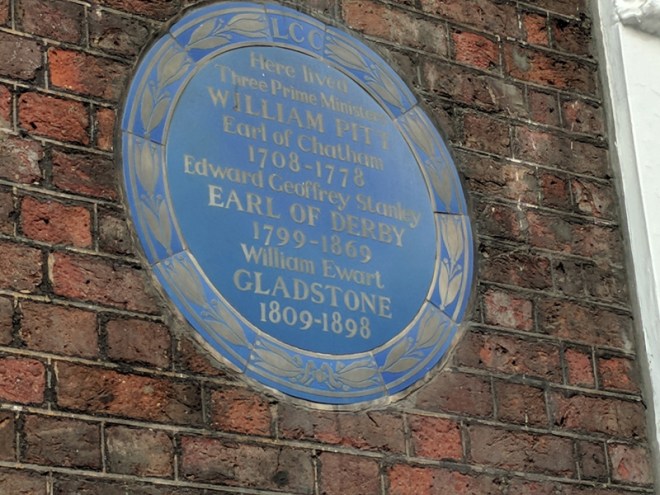 LCC
Here lived
Three Prime Ministers
WILLIAM PITT
Earl of Chatham
1708-1778
Edward Geoffrey Stanley
EARL OF DERBY
1799-1869
William Ewart
GLADSTONE
1809-1898